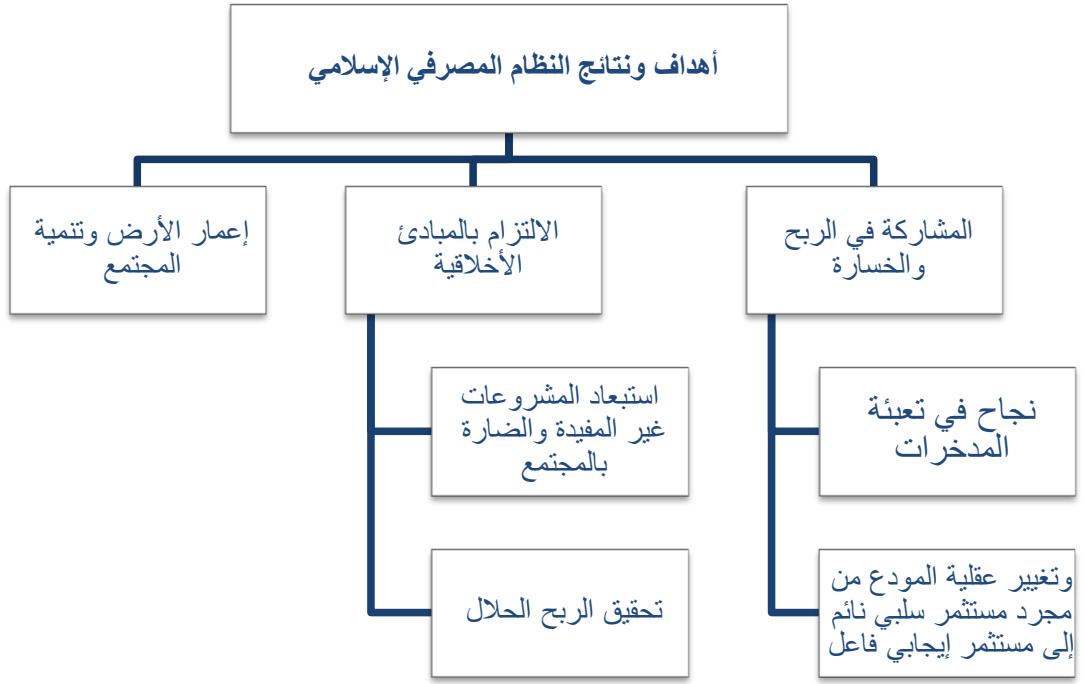 أهداف ونتائج النظام المصرفي الإسلامي
المشاركة في الربح
والخسارة
نجاح في تعبئة
المدخرات
وتغيير عقلية المودع من
مجرد مستثمر سلبي نائم
إلى مستثمر إيجابي فاعل
الالتزام بالمبادئ
الأخلاقية
استبعاد المشروعات
غير المفيدة والضارة
بالمجتمع
تحقيق الربح الحلال
إعمار الأرض وتنمية
المجتمع